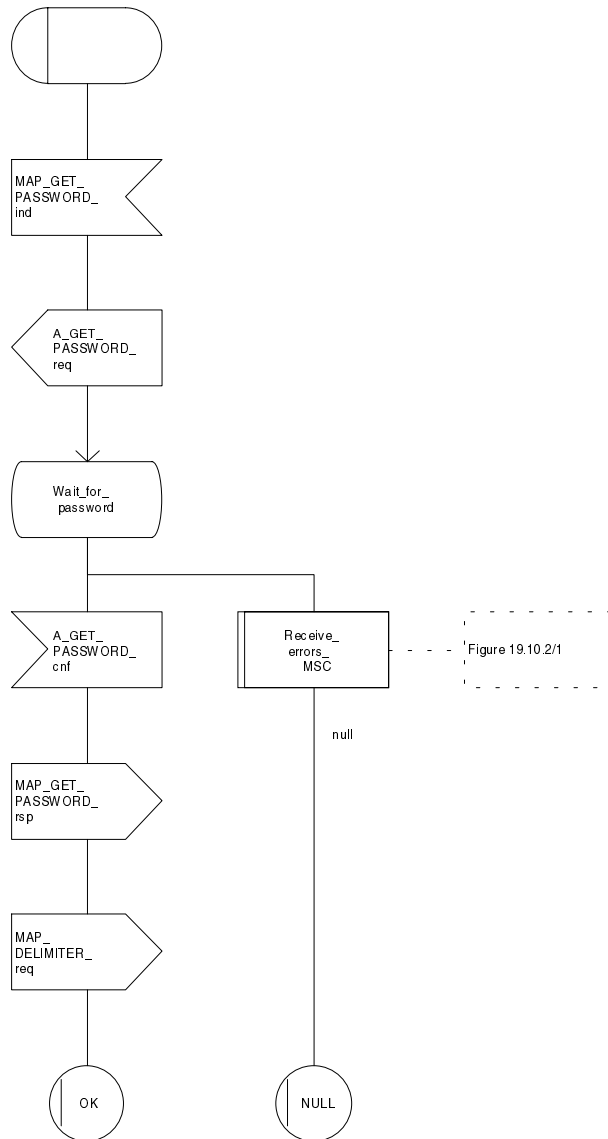 MAP_GET_
PASSWORD_
ind
A_GET_
PASSWORD_
req
Wait_for_
password
A_GET_
PASSWORD_
cnf
Receive_
errors_
MSC
Figure 19.10.2/1
null
MAP_GET_
PASSWORD_
rsp
MAP_
DELIMITER_
req
OK
NULL